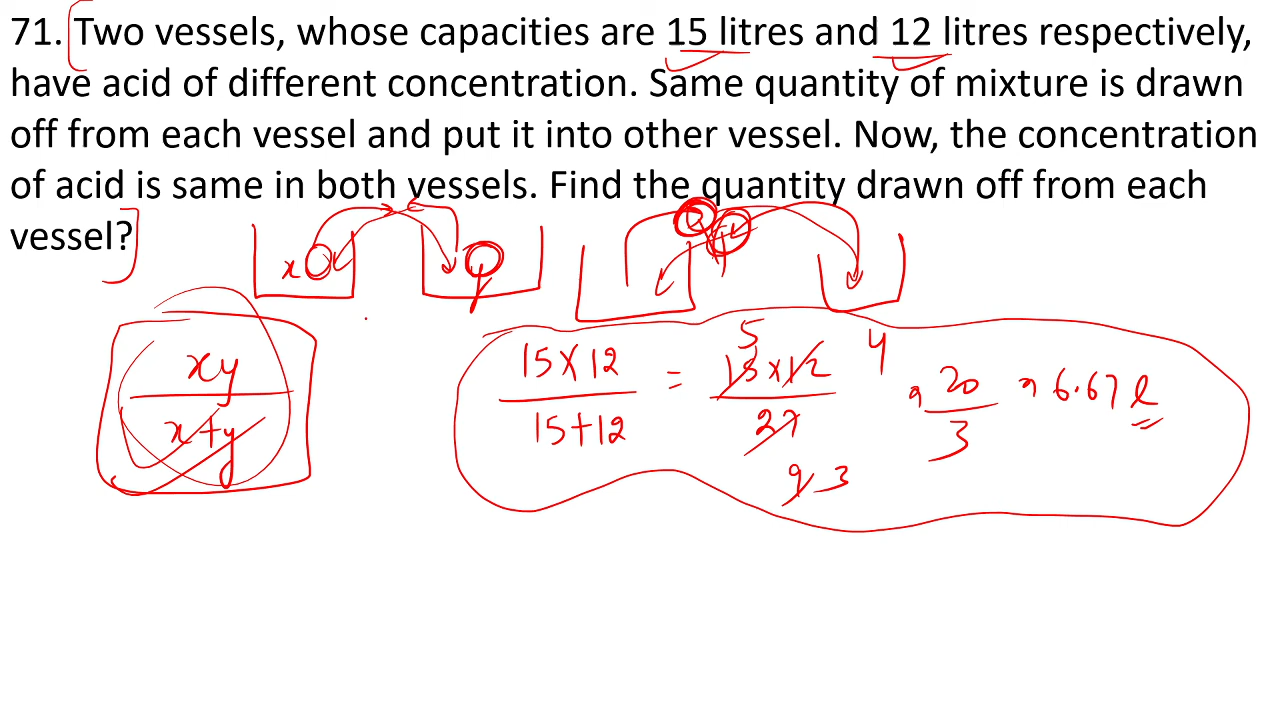 71. Two vessels, whose capacities are 15 litres and 12 litres respectively,
have acid of different concentration. Same quantity of mixture is drawn
off from each vessel and put it into other vessel. Now, the concentration
of acid is same in both vessels. Find the quantity drawn off from each
vessel?
x y
xy
x+y
15×12
15+12
=
5 4
15×12
27
9 3
= 20
3
= 6.67 l